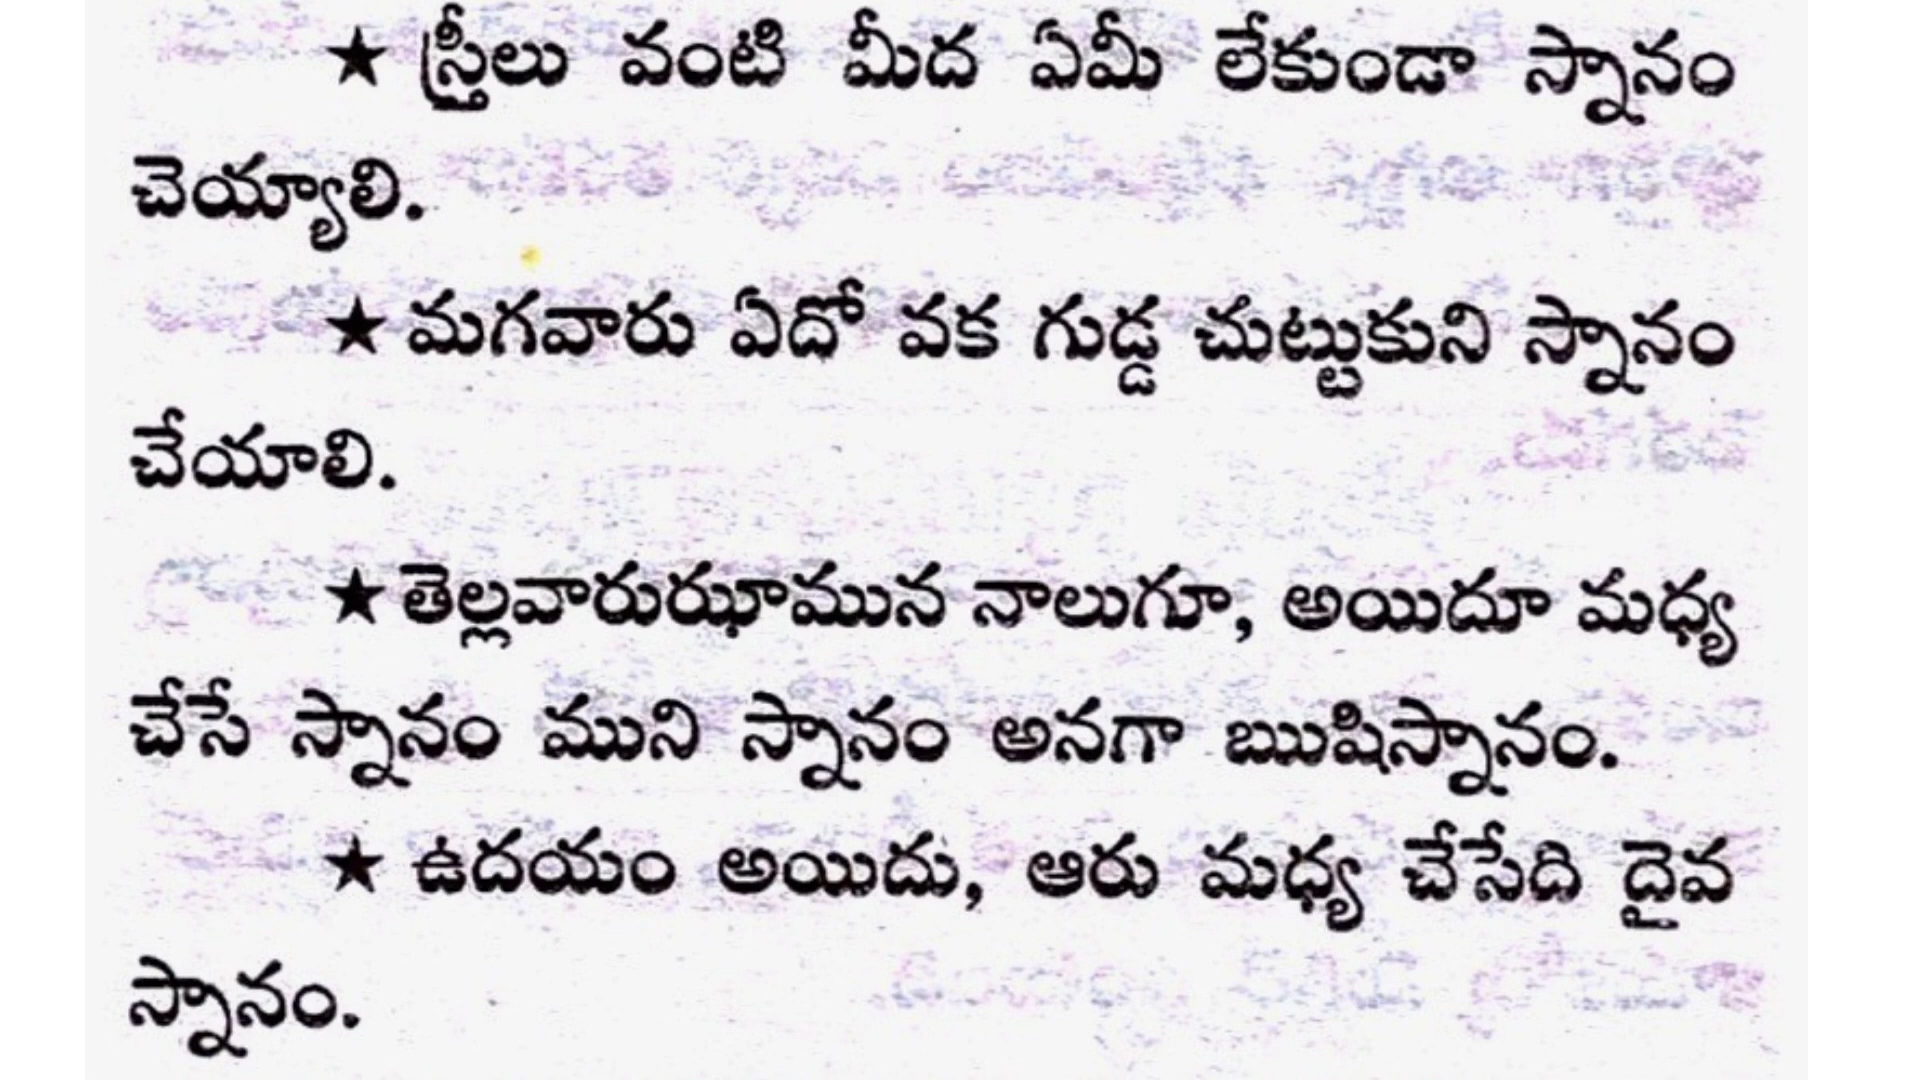 ★ స్త్రీలు వంటి మీద ఏమీ లేకుండా స్నానం
చెయ్యాలి.
★ మగవారు ఏదో వక గుడ్డ చుట్టుకుని స్నానం
చేయాలి.
★ తెల్లవారుఝామున నాలుగూ, అయిదూ మధ్య
చేసే స్నానం ముని స్నానం అనగా ఋషిస్నానం.
★ ఉదయం అయిదు, ఆరు మధ్య చేసేది దైవ
స్నానం.